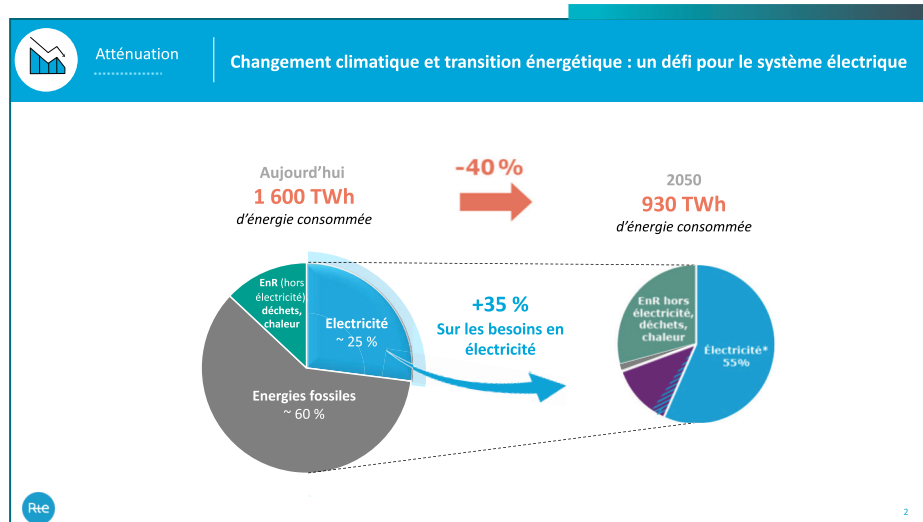 Atténuation
Changement climatique et transition énergétique : un défi pour le système électrique
Aujourd'hui
1 600 TWh
d'énergie consommée
-40 %
2050
930 TWh
d'énergie consommée
EnR (hors
électricité)
déchets,
chaleur
Electricité
~ 25 %
Energies fossiles
~ 60 %
+35 %
Sur les besoins en
électricité
EnR hors
électricité,
déchets,
chaleur
Électricité*
55%
Rte
2